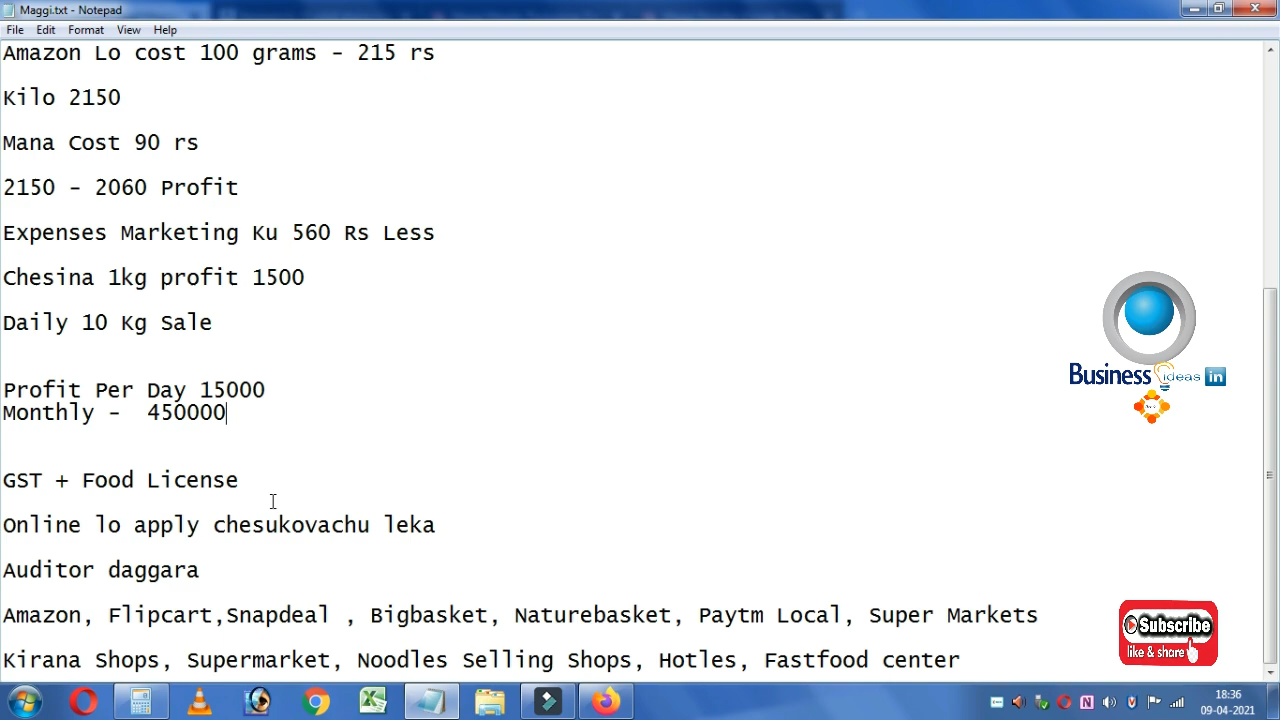 Maggi.txt - Notepad
File Edit Format View Help
Amazon Lo cost 100 grams - 215 rs
Kilo 2150
Mana Cost 90 rs
2150 - 2060 Profit
Expenses Marketing Ku 560 Rs Less
Chesina 1kg profit 1500
Daily 10 Kg Sale
Profit Per Day 15000
Monthly - 450000
GST + Food License
Online lo apply chesukovachu leka
Auditor daggara
Amazon, Flipcart,Snapdeal , Bigbasket, Naturebasket, Paytm Local, Super Markets
Kirana Shops, Supermarket, Noodles Selling Shops, Hotles, Fastfood center
Business ideas in
Subscribe
like & share
18:36
09-04-2021